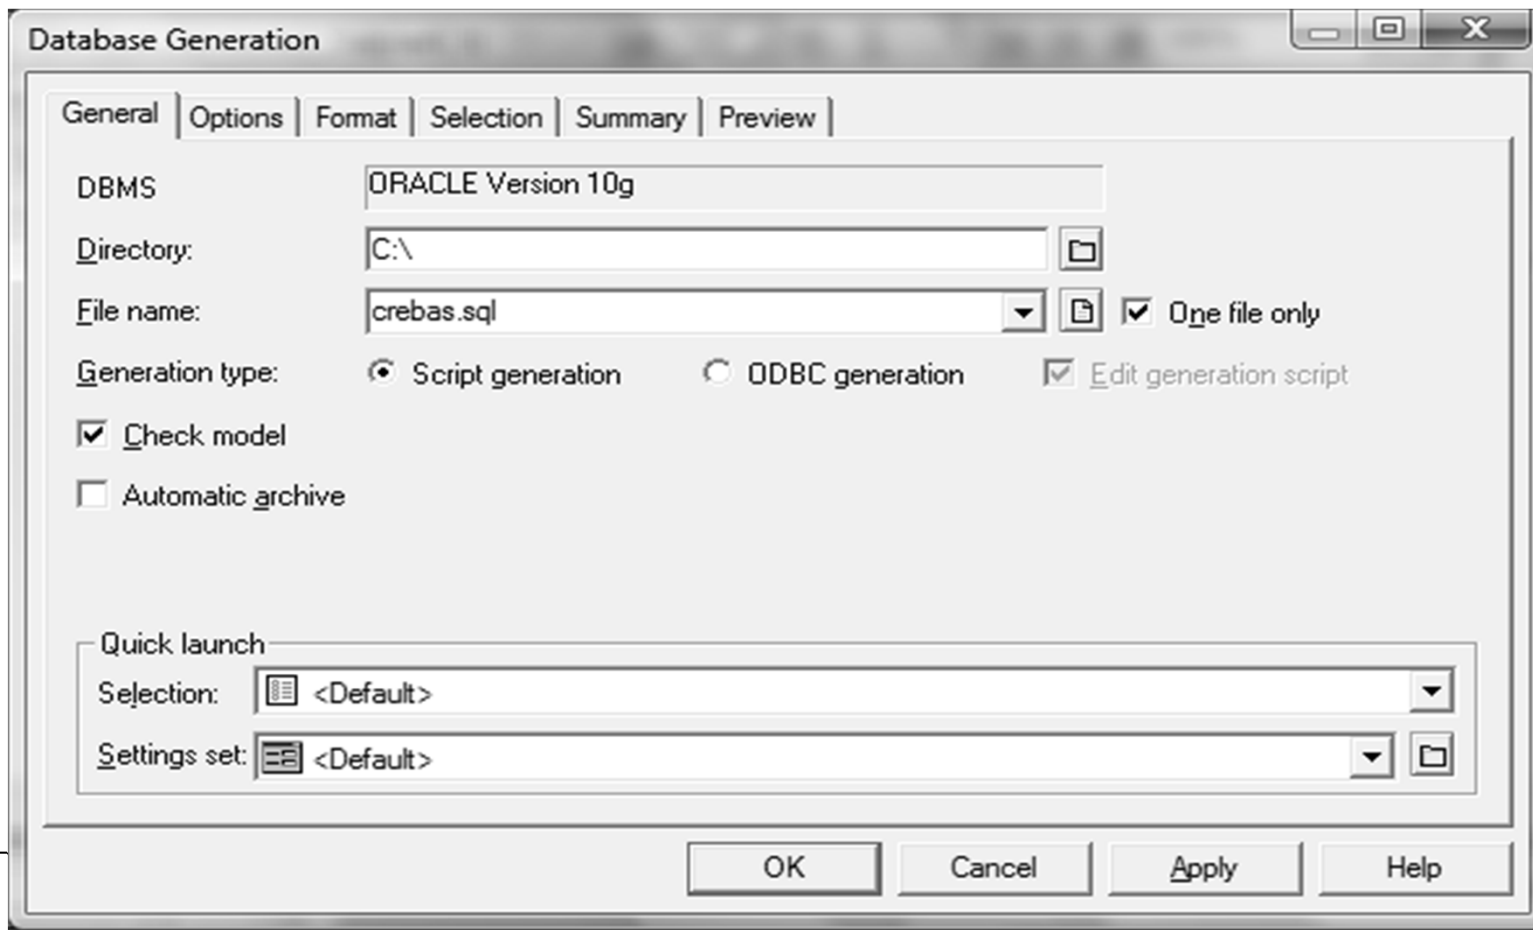 Database Generation
General Options Format Selection Summary Preview
DBMS ORACLE Version 10g
Directory: C:\
File name: crebas.sql One file only
Generation type: Script generation ODBC generation Edit generation script
Check model
Automatic archive
Quick launch
Selection: <Default>
Settings set: <Default>
OK Cancel Apply Help